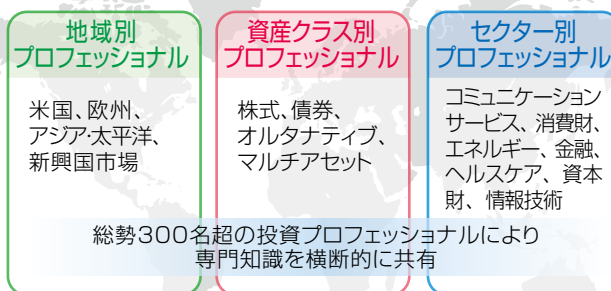 地域別
プロフェッショナル
米国、欧州、
アジア・太平洋、
新興国市場
資産クラス別
プロフェッショナル
株式、債券、
オルタナティブ、
マルチアセット
セクター別
プロフェッショナル
コミュニケーション
サービス、消費財、
エネルギー、金融、
ヘルスケア、資本
財、情報技術
総勢300名超の投資プロフェッショナルにより
専門知識を横断的に共有